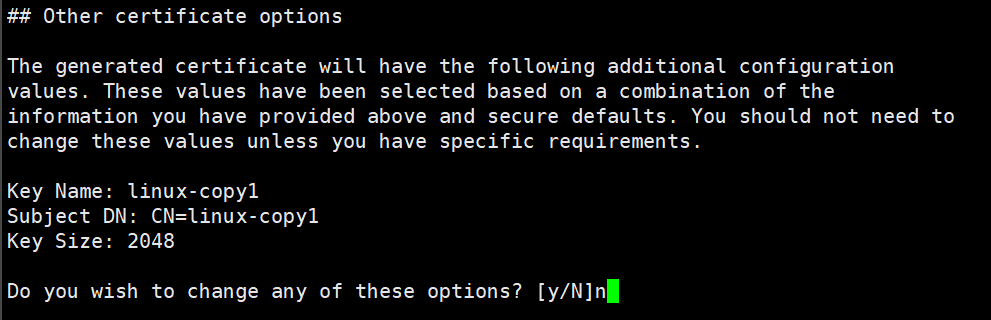 ## Other certificate options
The generated certificate will have the following additional configuration
values. These values have been selected based on a combination of the
information you have provided above and secure defaults. You should not need to
change these values unless you have specific requirements.
Key Name: linux-copy1
Subject DN: CN=linux-copy1
Key Size: 2048
Do you wish to change any of these options? [y/N]n